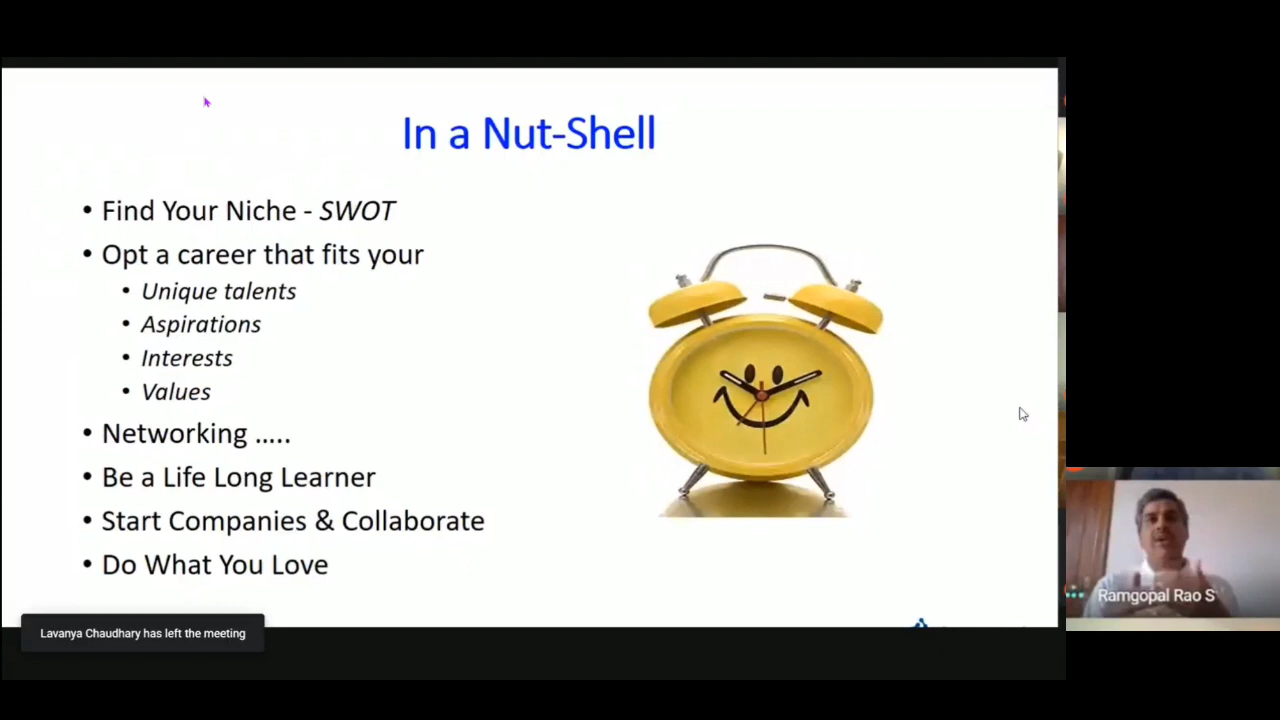 In a Nut-Shell
• Find Your Niche - SWOT
• Opt a career that fits your
• Unique talents
• Aspirations
• Interests
• Values
• Networking …..
• Be a Life Long Learner
• Start Companies & Collaborate
• Do What You Love
Lavanya Chaudhary has left the meeting
Ramgopal Rao S